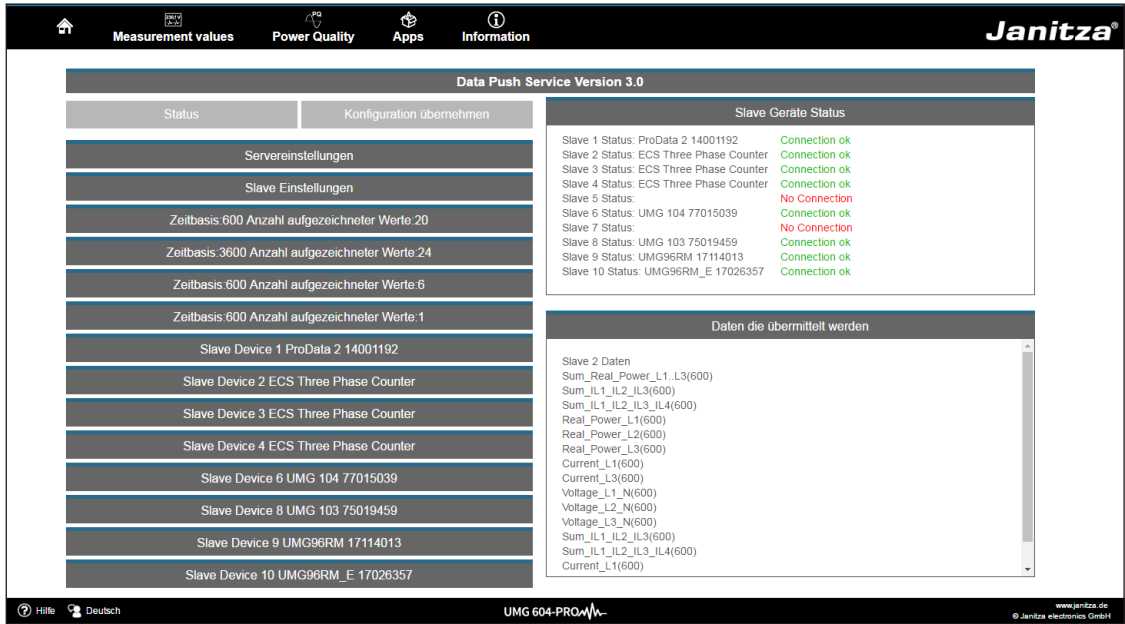 Measurement values
Power Quality
Apps
Information
Janitza®
Data Push Service Version 3.0
Status
Konfiguration übernehmen
Servereinstellungen
Slave Einstellungen
Zeitbasis:600 Anzahl aufgezeichneter Werte:20
Zeitbasis:3600 Anzahl aufgezeichneter Werte:24
Zeitbasis:600 Anzahl aufgezeichneter Werte:6
Zeitbasis:600 Anzahl aufgezeichneter Werte:1
Slave Device 1 ProData 2 14001192
Slave Device 2 ECS Three Phase Counter
Slave Device 3 ECS Three Phase Counter
Slave Device 4 ECS Three Phase Counter
Slave Device 6 UMG 104 77015039
Slave Device 8 UMG 103 75019459
Slave Device 9 UMG96RM 17114013
Slave Device 10 UMG96RM_E 17026357
Slave Geräte Status
Slave 1 Status: ProData 2 14001192 Connection ok
Slave 2 Status: ECS Three Phase Counter Connection ok
Slave 3 Status: ECS Three Phase Counter Connection ok
Slave 4 Status: ECS Three Phase Counter Connection ok
Slave 5 Status: No Connection
Slave 6 Status: UMG 104 77015039 Connection ok
Slave 7 Status: No Connection
Slave 8 Status: UMG 103 75019459 Connection ok
Slave 9 Status: UMG96RM 17114013 Connection ok
Slave 10 Status: UMG96RM_E 17026357 Connection ok
Daten die übermittelt werden
Slave 2 Daten
Sum_Real_Power_L1..L3(600)
Sum_IL1_IL2_IL3(600)
Sum_IL1_IL2_IL3_IL4(600)
Real_Power_L1(600)
Real_Power_L2(600)
Real_Power_L3(600)
Current_L1(600)
Current_L3(600)
Voltage_L1_N(600)
Voltage_L2_N(600)
Voltage_L3_N(600)
Sum_IL1_IL2_IL3(600)
Sum_IL1_IL2_IL3_IL4(600)
Current_L1(600)
Hilfe
Deutsch
UMG 604-PRO
www.janitza.de
© Janitza electronics GmbH